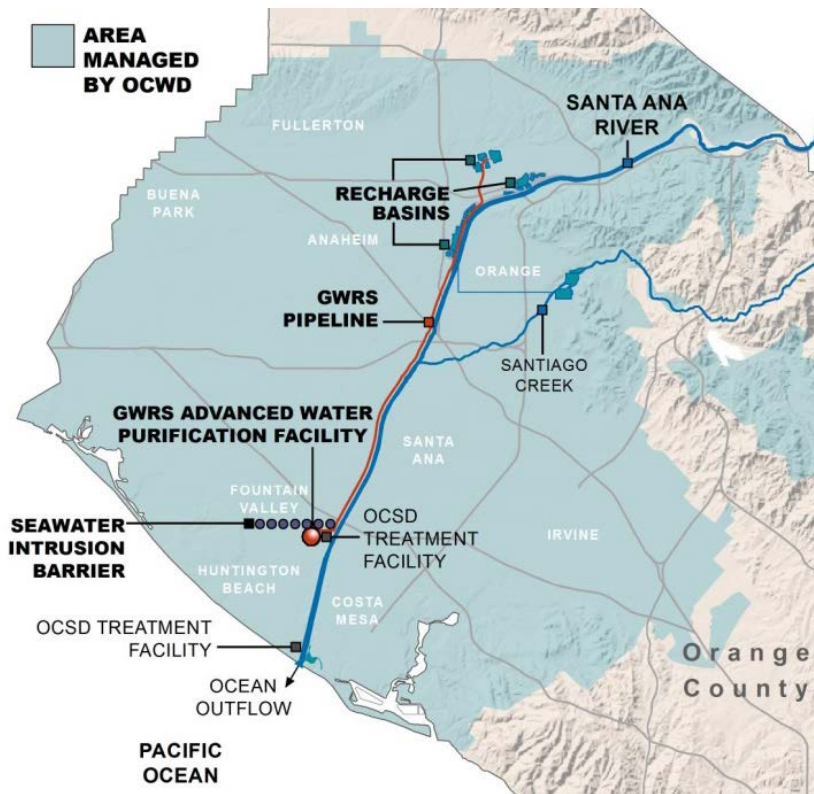 AREA
MANAGED
BY OCWD
FULLERTON
SANTA ANA
RIVER
BUENA
PARK
RECHARGE
BASINS
ANAHEIM
ORANGE
GWRS
PIPELINE
SANTIAGO
CREEK
GWRS ADVANCED WATER
PURIFICATION FACILITY
SANTA
ANA
FOUNTAIN
VALLEY
SEAWATER
INTRUSION
BARRIER
OCSD
TREATMENT
FACILITY
IRVINE
HUNTINGTON
BEACH
COSTA
MESA
OCSD TREATMENT
FACILITY
Orange
County
OCEAN
OUTFLOW
PACIFIC
OCEAN